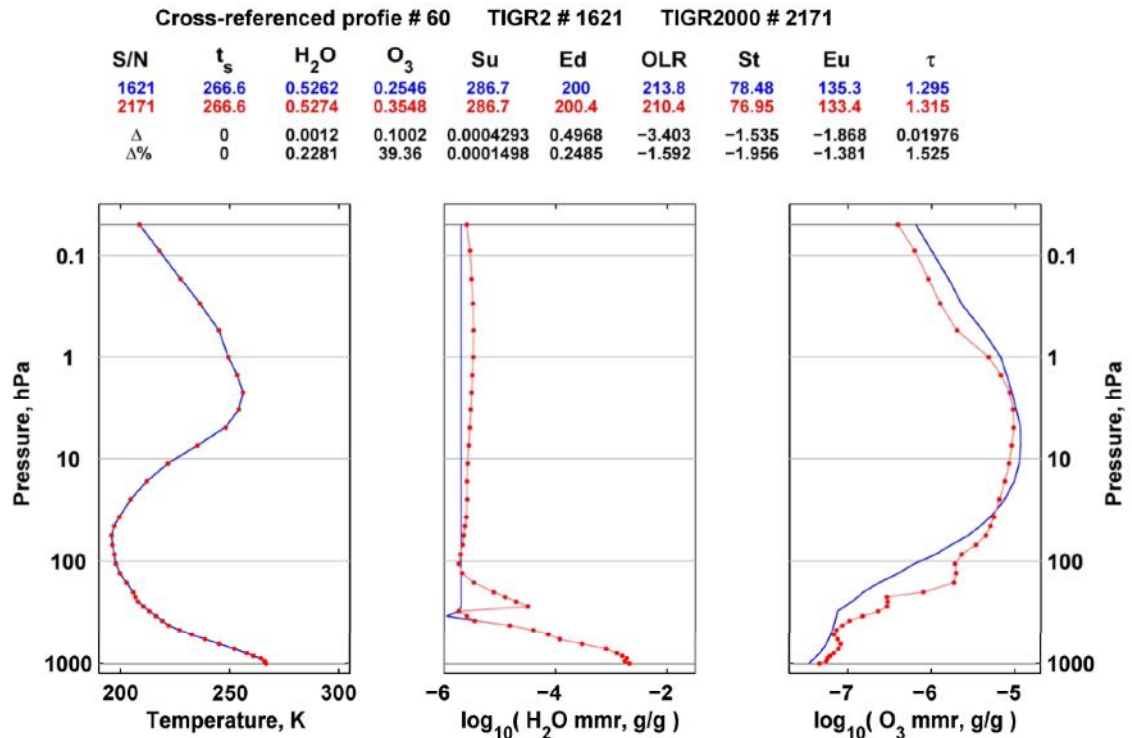 Cross-referenced profie # 60 TIGR2 # 1621 TIGR2000 # 2171
S/N t_s H₂O O₃ Su Ed OLR St Eu τ
1621 266.6 0.5262 0.2546 286.7 200 213.8 78.48 135.3 1.295
2171 266.6 0.5274 0.3548 286.7 200.4 210.4 76.95 133.4 1.315
Δ 0 0.0012 0.1002 0.0004293 0.4968 −3.403 −1.535 −1.868 0.01976
Δ% 0 0.2281 39.36 0.0001498 0.2485 −1.592 −1.956 −1.381 1.525
Pressure, hPa
0.1
1
10
100
1000
200 250 300
Temperature, K
−6 −4 −2
log₁₀( H₂O mmr, g/g )
−7 −6 −5
log₁₀( O₃ mmr, g/g )
0.1
1
10
100
1000
Pressure, hPa